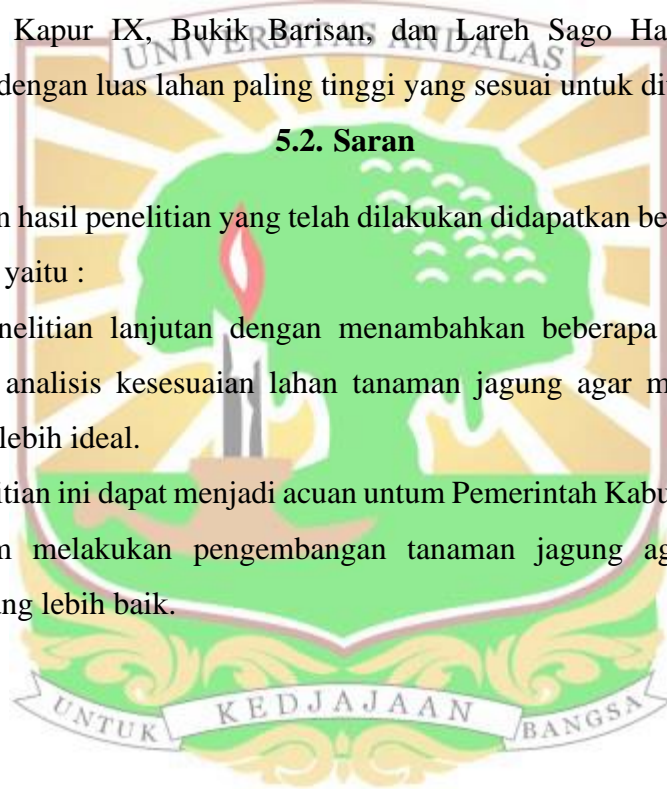 Kapur IX, Bukik Barisan, dan Lareh Sago Ha
UNIVERSITAS ANDALAS
dengan luas lahan paling tinggi yang sesuai untuk di
5.2. Saran
n hasil penelitian yang telah dilakukan didapatkan be
yaitu :
nelitian lanjutan dengan menambahkan beberapa
analisis kesesuaian lahan tanaman jagung agar m
lebih ideal.
itian ini dapat menjadi acuan untum Pemerintah Kabu
m melakukan pengembangan tanaman jagung ag
ng lebih baik.
UNTUK KEDJAJAAN BANGSA